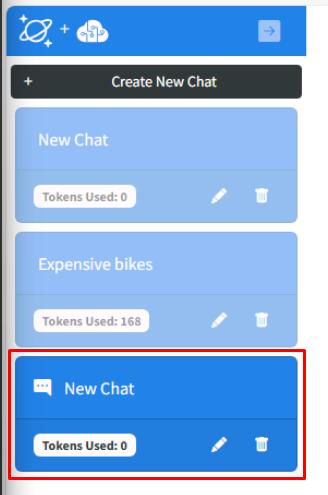 +
+ Create New Chat
New Chat
Tokens Used: 0
Expensive bikes
Tokens Used: 168
New Chat
Tokens Used: 0